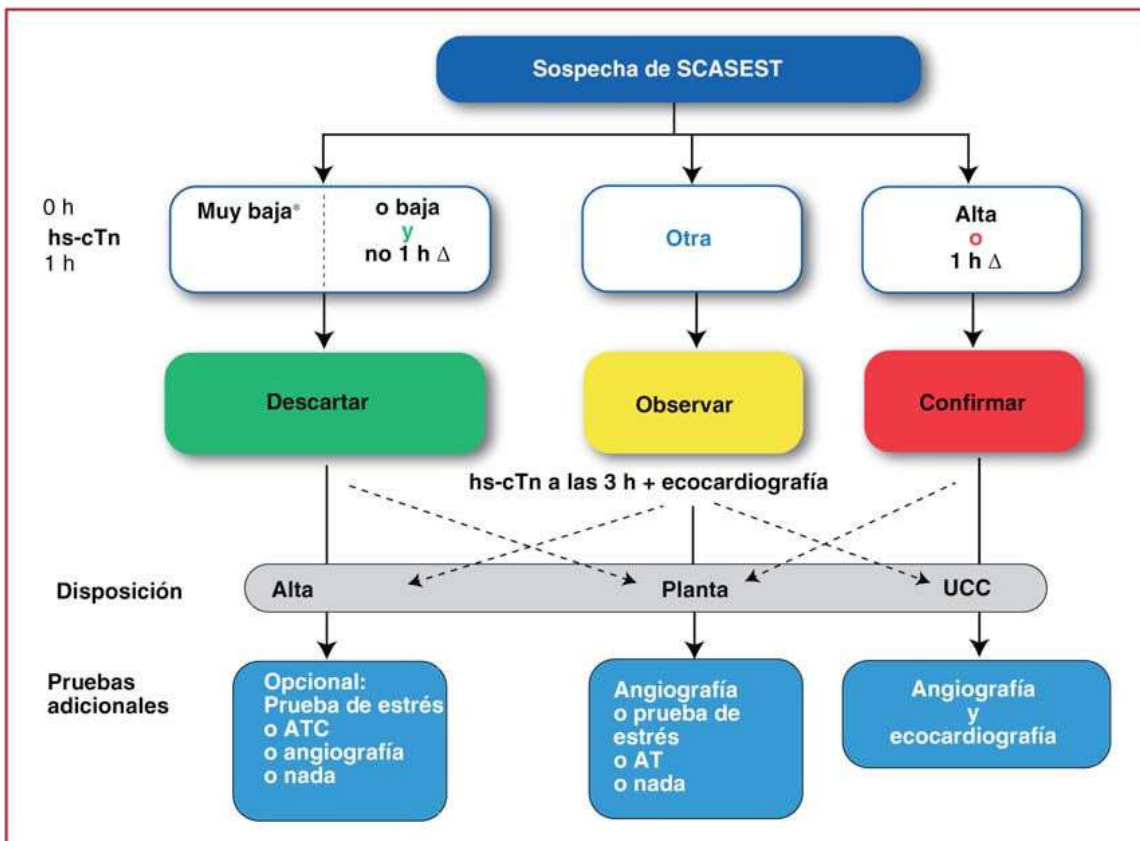 Sospecha de SCASEST
0 h
hs-cTn
1 h
Muy baja*
o baja
y
no 1 h Δ
Otra
Alta
o
1 h Δ
Descartar
Observar
Confirmar
hs-cTn a las 3 h + ecocardiografía
Disposición
Alta
Planta
UCC
Pruebas
adicionales
Opcional:
Prueba de estrés
o ATC
o angiografía
o nada
Angiografía
o prueba de
estrés
o AT
o nada
Angiografía
y
ecocardiografía